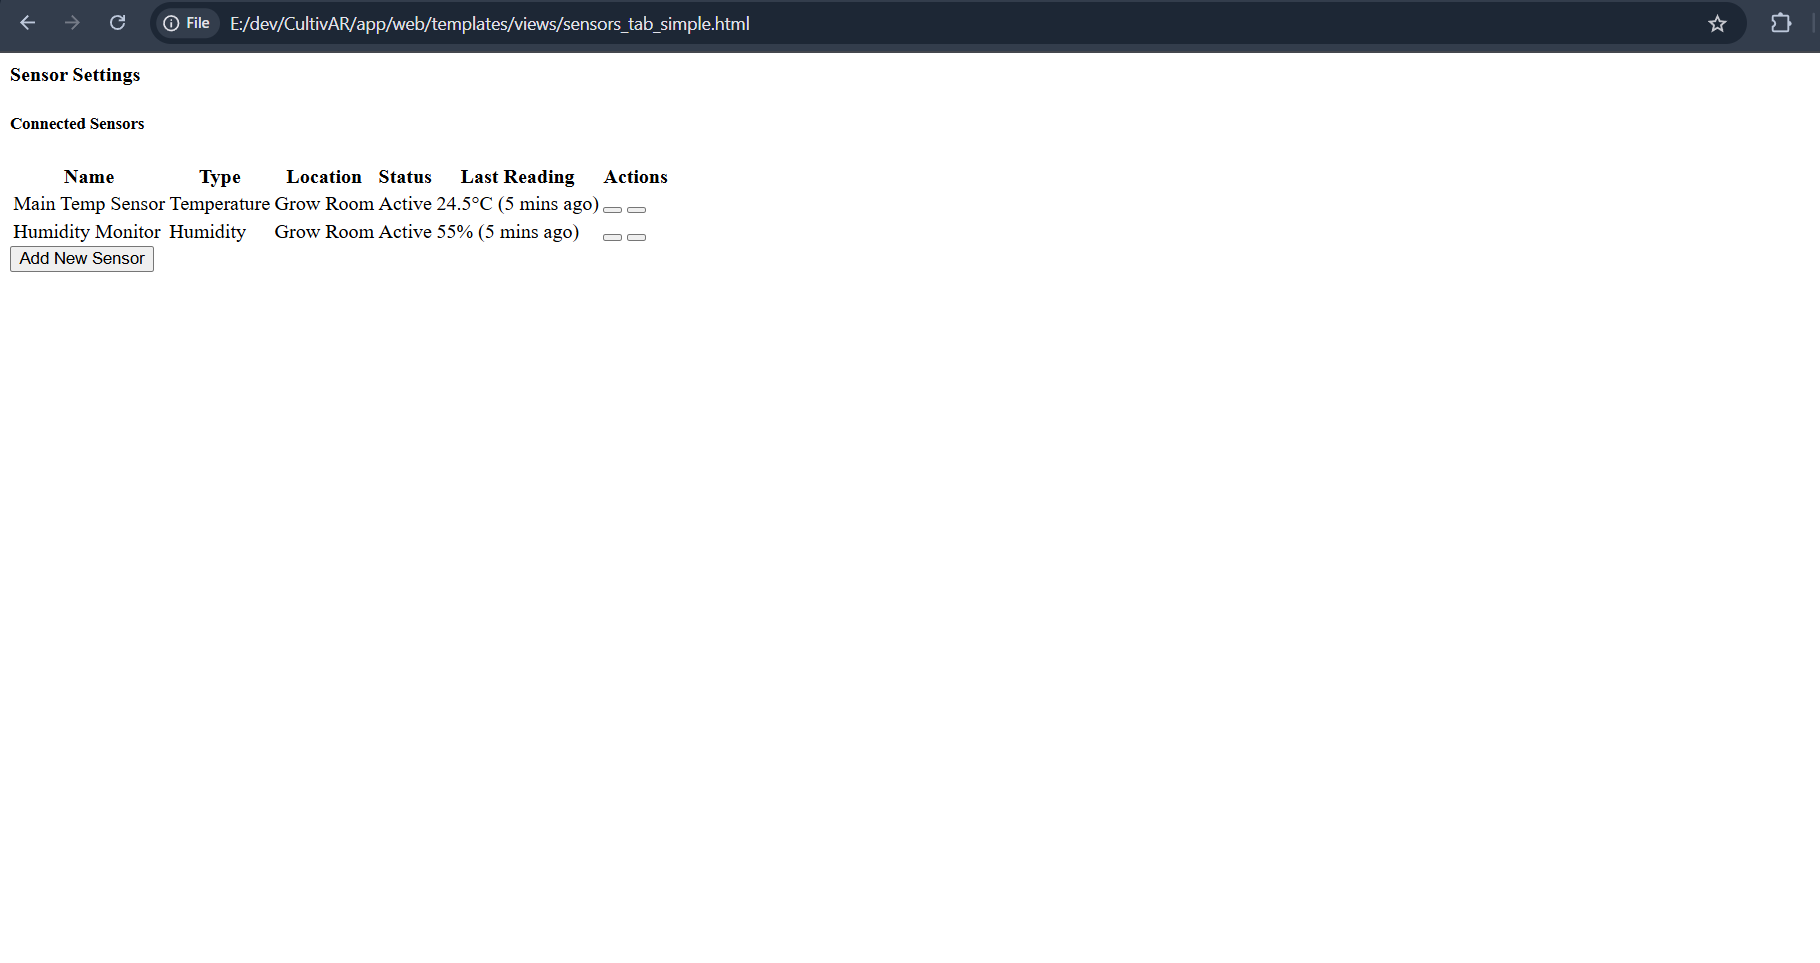 File E:/dev/CultivAR/app/web/templates/views/sensors_tab_simple.html
Sensor Settings
Connected Sensors
Name Type Location Status Last Reading Actions
Main Temp Sensor Temperature Grow Room Active 24.5°C (5 mins ago)
Humidity Monitor Humidity Grow Room Active 55% (5 mins ago)
Add New Sensor